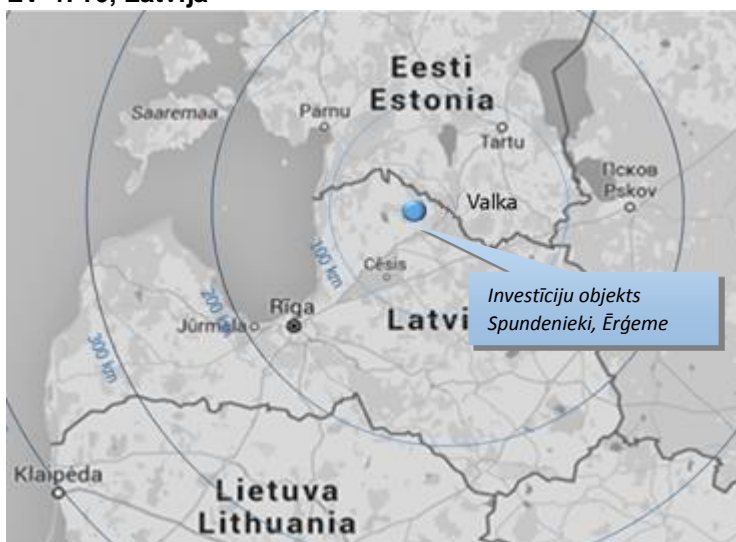 Eesti
Estonia
Saaremaa
Pärnu
Tartu
Псков
Pskov
Valka
100 km
Cēsis
Investīciju objekts
Spundenieki, Ērģeme
200
Rīga
Jūrmala
Latvi
300 km
Klaipėda
Lietuva
Lithuania